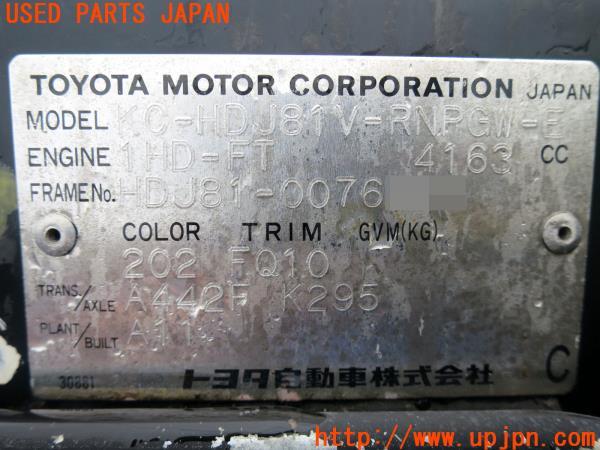 USED PARTS JAPAN
TOYOTA MOTOR CORPORATION JAPAN
MODEL KC-HDJ81V-RNPGW-E
ENGINE 1HD-FT 4163 CC
FRAME No. HDJ81-0076
COLOR TRIM GVM(KG)
202 FQ10
TRANS./AXLE A442F K295
PLANT/BUILT A11
30881 トヨタ自動車株式会社 C
http://www.upjpn.com/